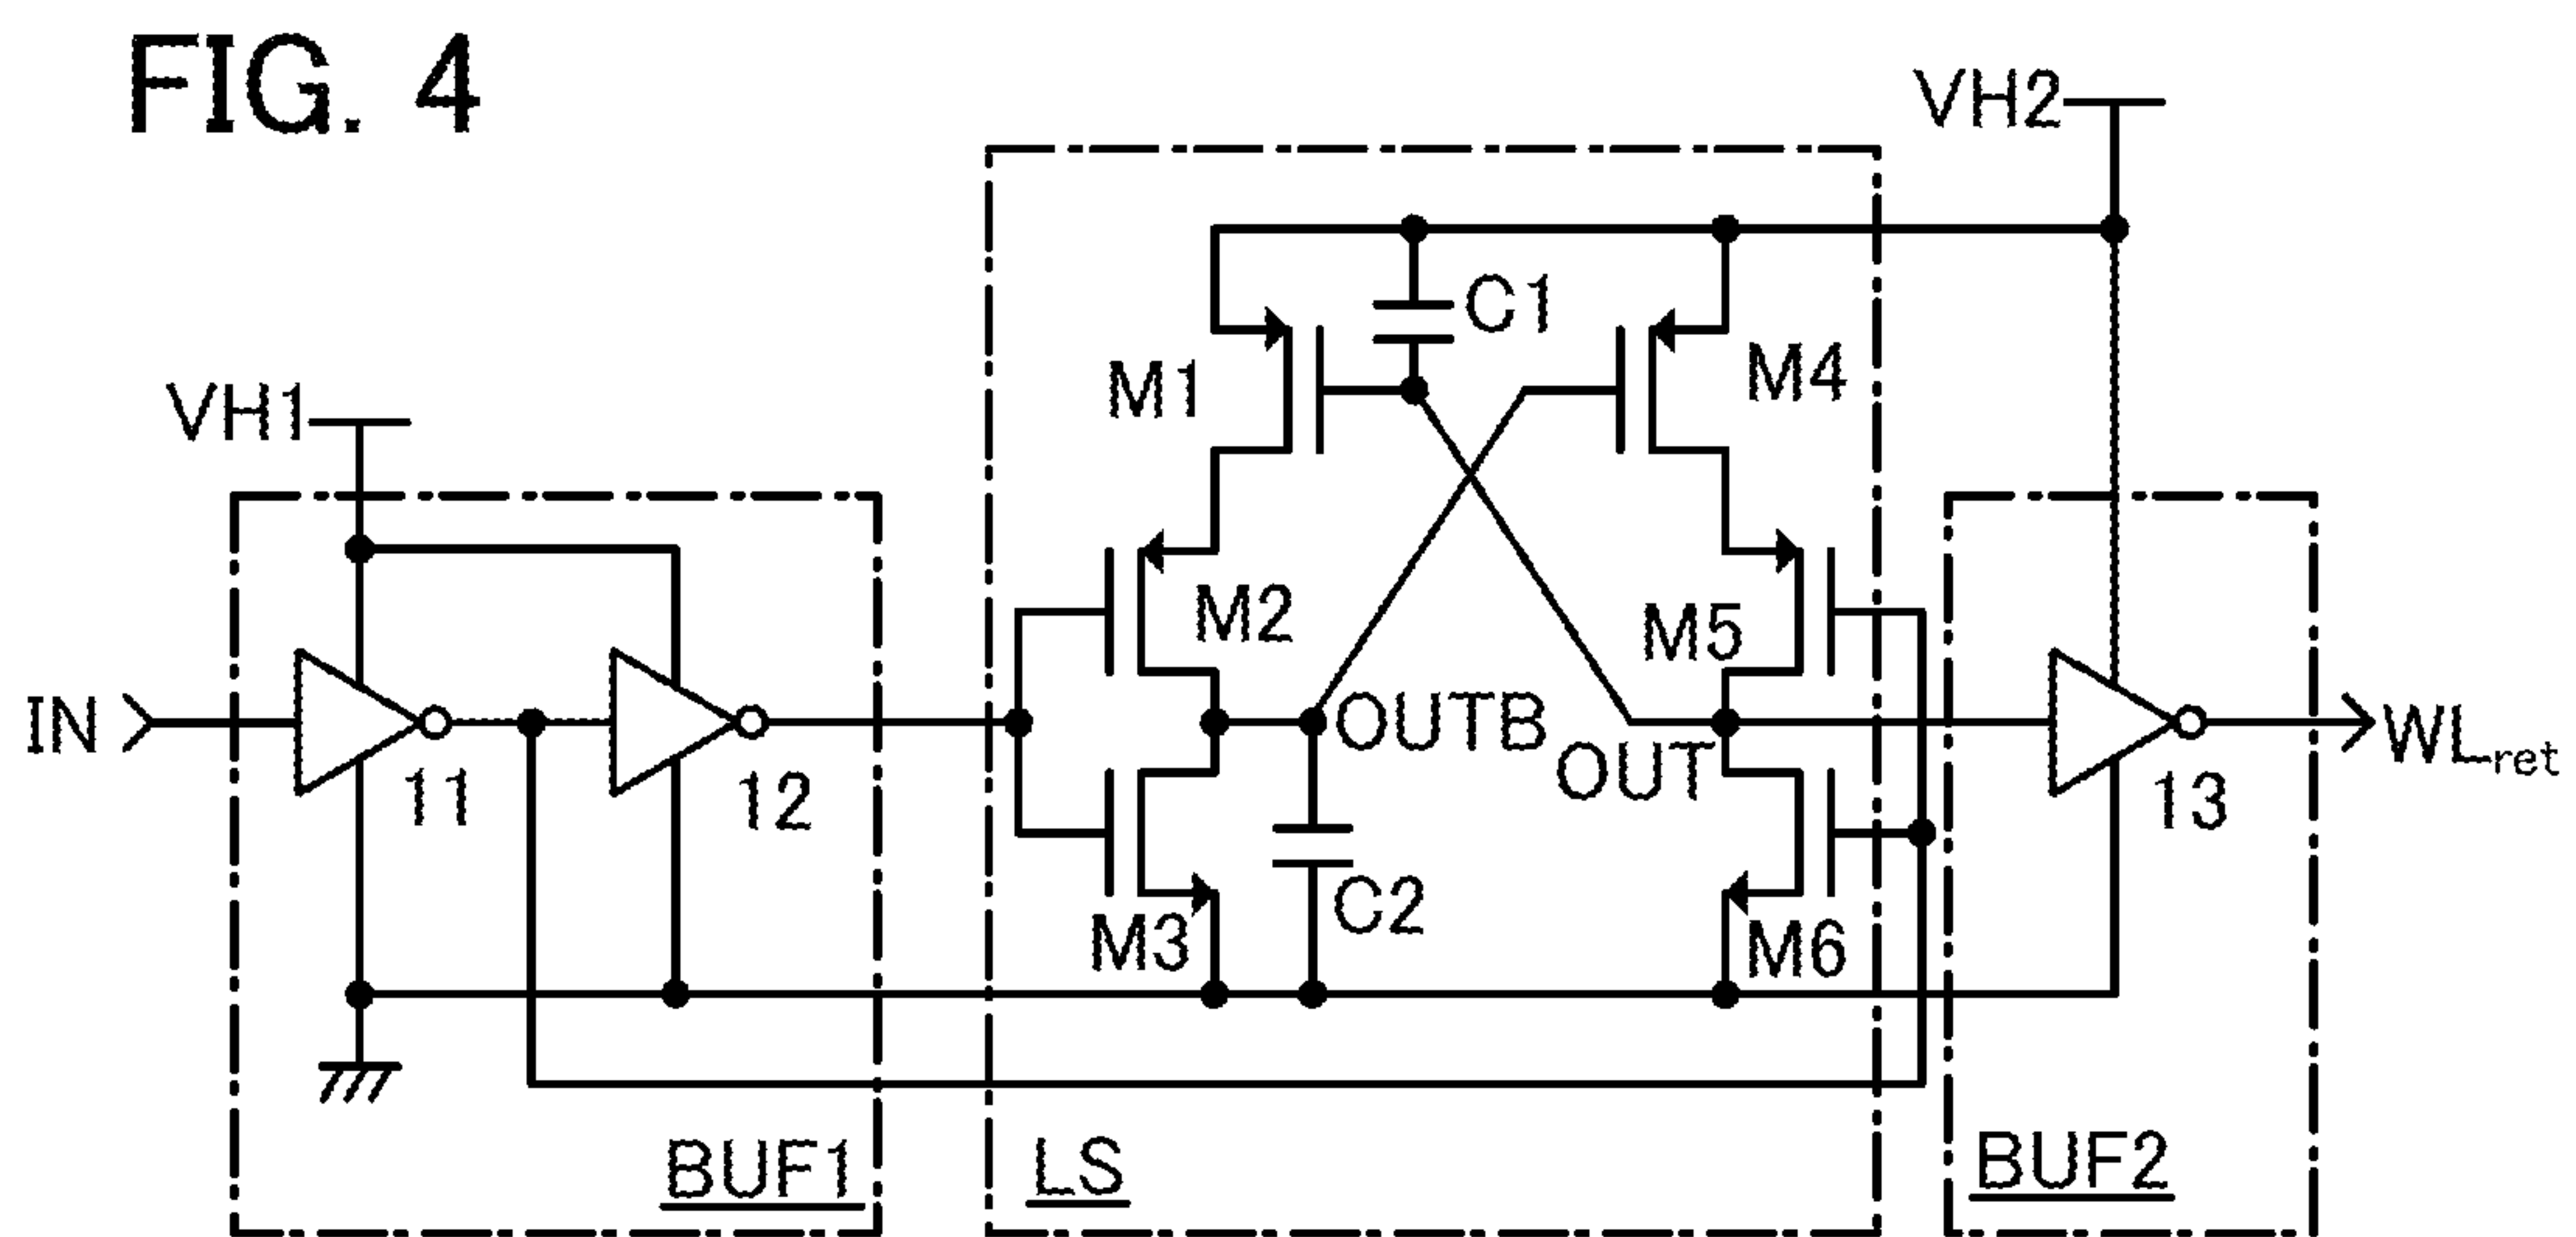 FIG. 4
VH2
C1
M1
M4
VH1
M2
M5
IN
OUTB
OUT
WLret
11
12
13
C2
M3
M6
BUF1
LS
BUF2